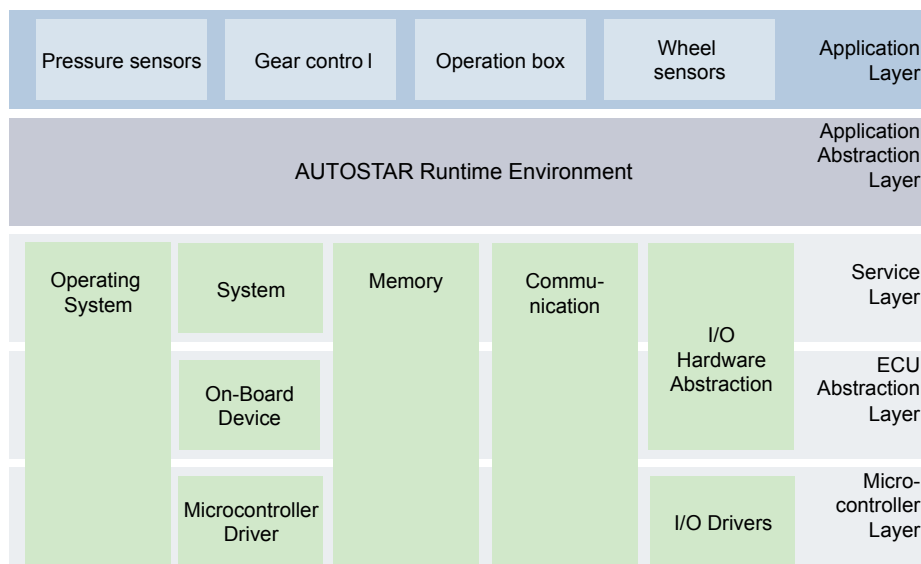 Pressure sensors
Gear contro l
Operation box
Wheel
sensors
Application
Layer
AUTOSTAR Runtime Environment
Application
Abstraction
Layer
Operating
System
System
Memory
Commu-
nication
I/O
Hardware
Abstraction
Service
Layer
On-Board
Device
ECU
Abstraction
Layer
Microcontroller
Driver
I/O Drivers
Micro-
controller
Layer